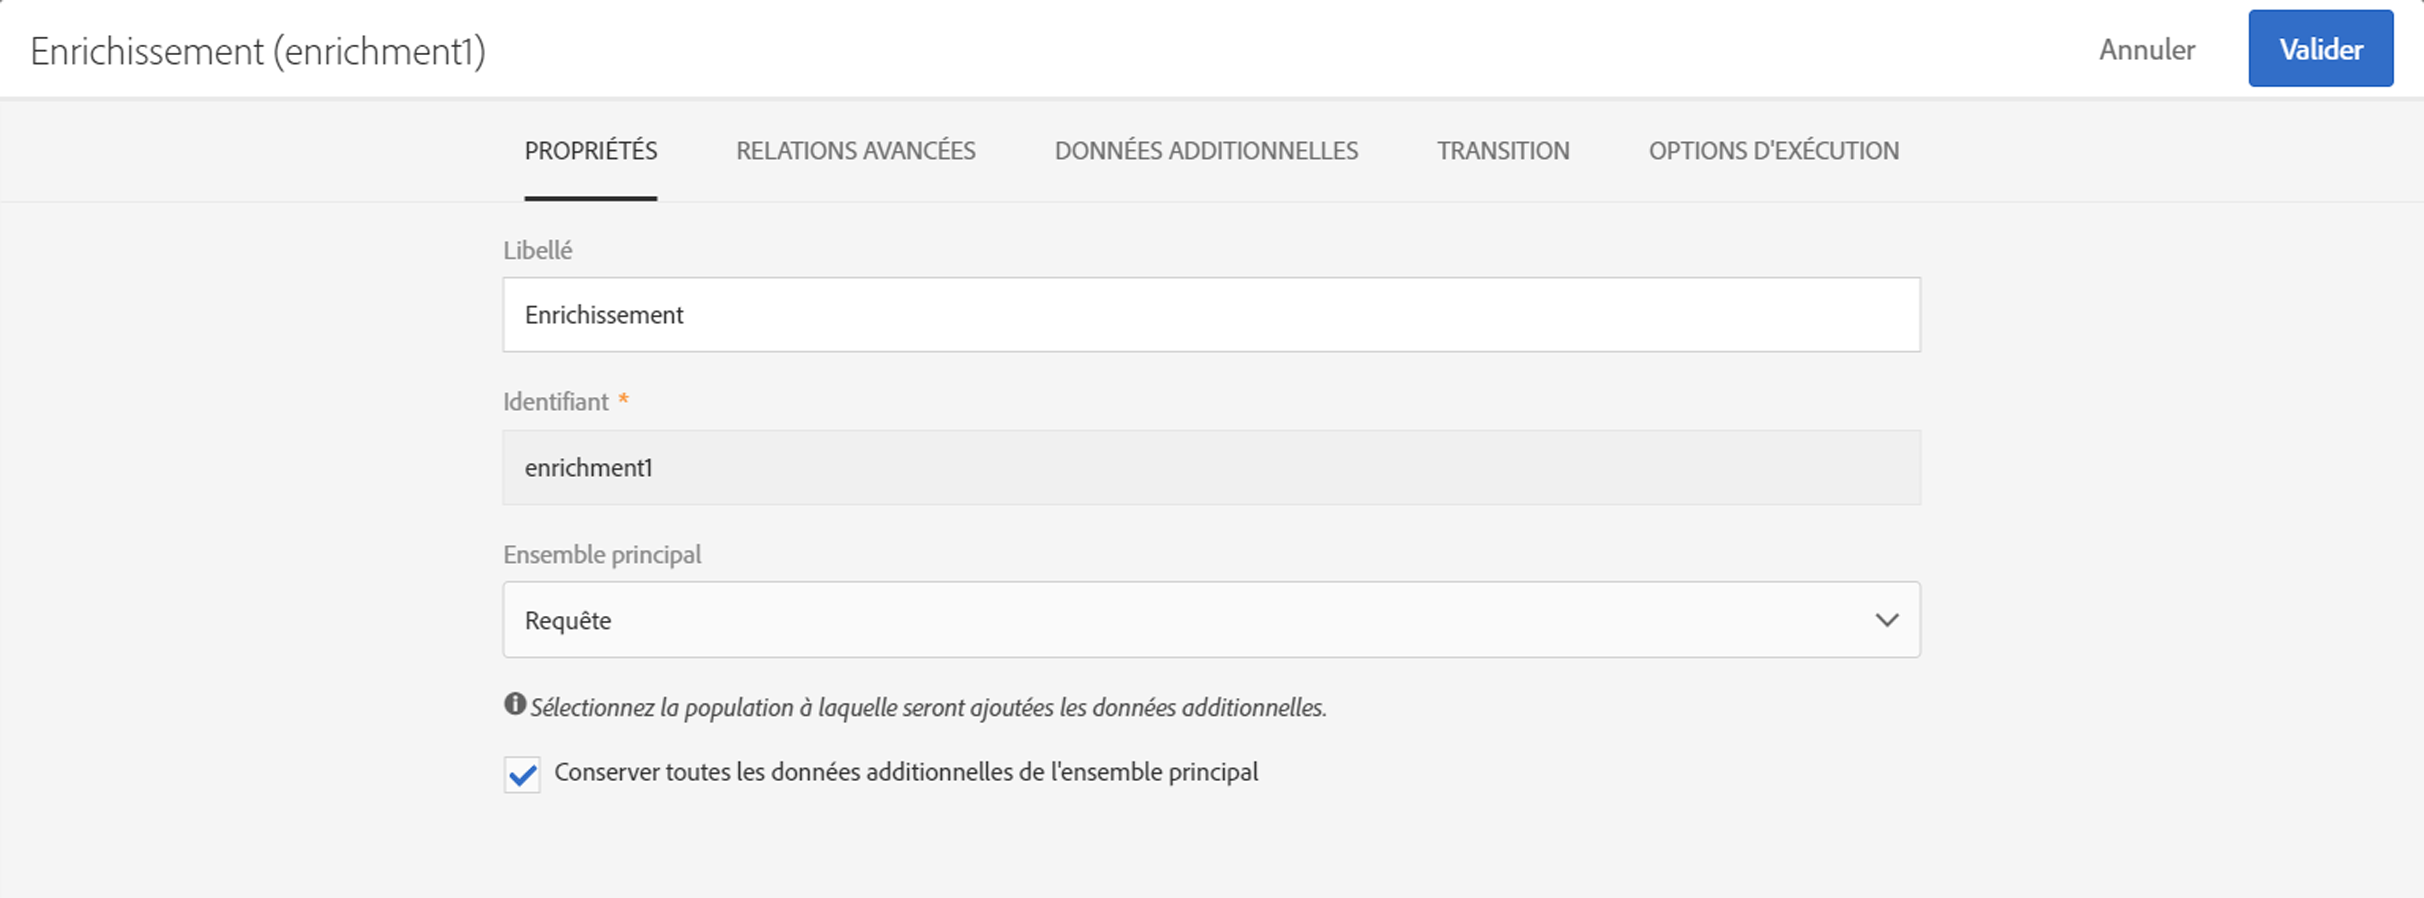 Enrichissement (enrichment1)
Annuler
Valider
PROPRIÉTÉS
RELATIONS AVANCÉES
DONNÉES ADDITIONNELLES
TRANSITION
OPTIONS D'EXÉCUTION
Libellé
Enrichissement
Identifiant *
enrichment1
Ensemble principal
Requête
Sélectionnez la population à laquelle seront ajoutées les données additionnelles.
Conserver toutes les données additionnelles de l'ensemble principal